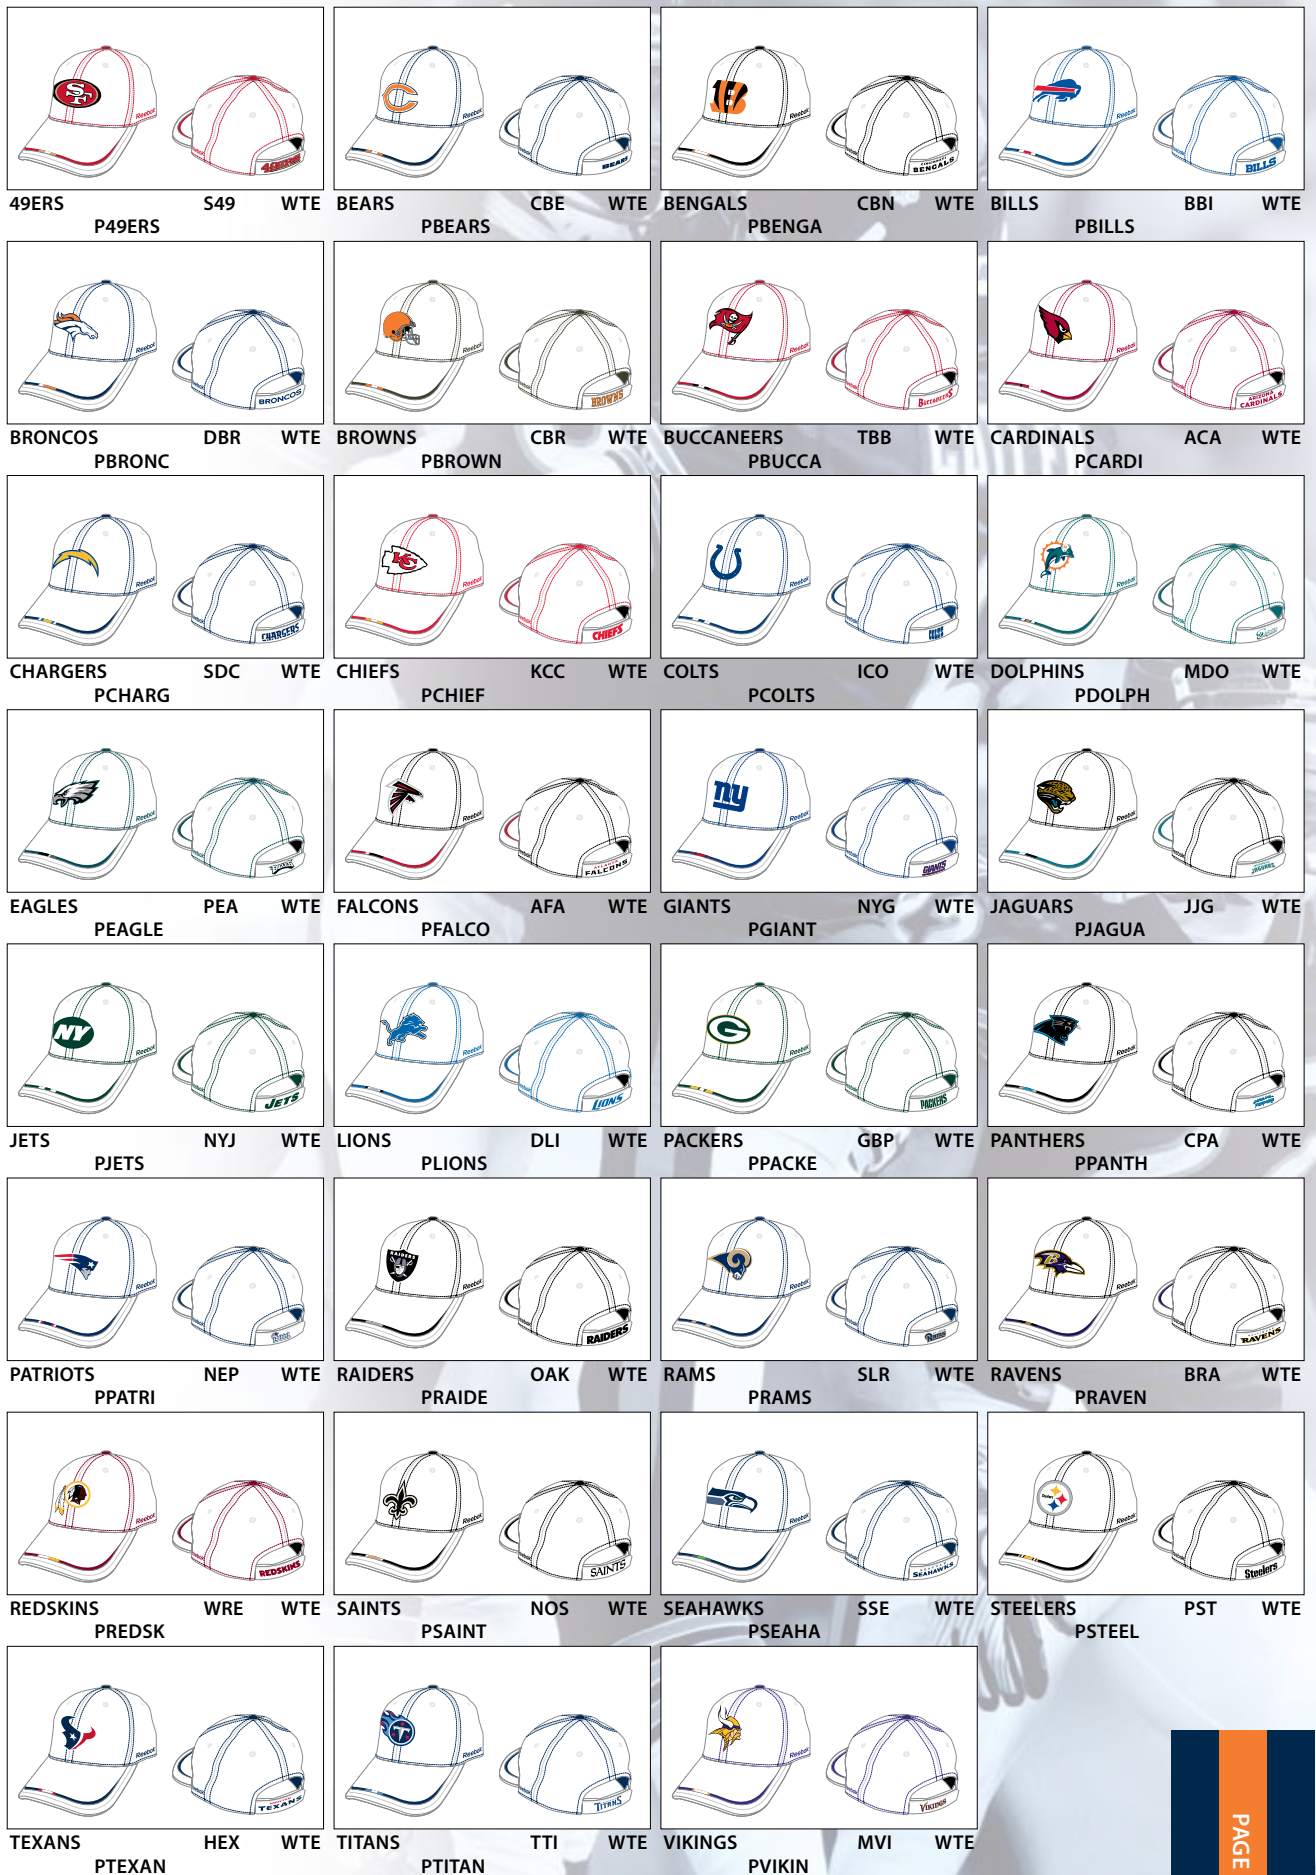 49ERS S49 WTE BEARS CBE WTE BENGALS CBN WTE BILLS BBI WTE
P49ERS PBEARS PBENGA PBILLS
BRONCOS DBR WTE BROWNS CBR WTE BUCCANEERS TBB WTE CARDINALS ACA WTE
PBRONC PBROWN PBUCCA PCARDI
CHARGERS SDC WTE CHIEFS KCC WTE COLTS ICO WTE DOLPHINS MDO WTE
PCHARG PCHIEF PCOLTS PDOLPH
EAGLES PEA WTE FALCONS AFA WTE GIANTS NYG WTE JAGUARS JJG WTE
PEAGLE PFALCO PGIANT PJAGUA
JETS NYJ WTE LIONS DLI WTE PACKERS GBP WTE PANTHERS CPA WTE
PJETS PLIONS PPACKE PPANTH
PATRIOTS NEP WTE RAIDERS OAK WTE RAMS SLR WTE RAVENS BRA WTE
PPATRI PRAIDE PRAMS PRAVEN
REDSKINS WRE WTE SAINTS NOS WTE SEAHAWKS SSE WTE STEELERS PST WTE
PREDSK PSAINT PSEAHA PSTEEL
TEXANS HEX WTE TITANS TTI WTE VIKINGS MVI WTE
PTEXAN PTITAN PVIKIN
PAGE